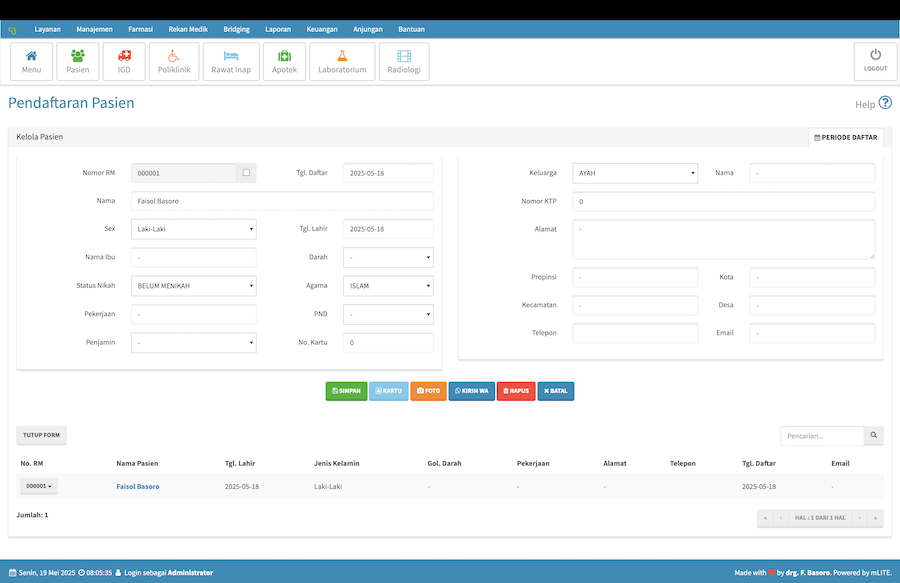 Layanan Manajemen Farmasi Rekan Medik Bridging Laporan Keuangan Anjungan Bantuan
Menu Pasien IGD Poliklinik Rawat Inap Apotek Laboratorium Radiologi LOGOUT
Pendaftaran Pasien Help ?
Kelola Pasien PERIODE DAFTAR
Nomor RM 000001 Tgl. Daftar 2025-05-18 Keluarga AYAH Nama -
Nama Faisol Basoro Nomor KTP 0
Sex Laki-Laki Tgl. Lahir 2025-05-18 Alamat -
Nama Ibu - Darah -
Status Nikah BELUM MENIKAH Agama ISLAM Propinsi - Kota -
Pekerjaan - PND - Kecamatan - Desa -
Penjamin - No. Kartu 0 Telepon Email -
SIMPAN KARTU FOTO KIRIM WA HAPUS BATAL
TUTUP FORM Pencarian...
No. RM Nama Pasien Tgl. Lahir Jenis Kelamin Gol. Darah Pekerjaan Alamat Telepon Tgl. Daftar Email
000001 Faisol Basoro 2025-05-18 Laki-Laki - - - 2025-05-18 -
Jumlah: 1 « ‹ HAL : 1 DARI 1 HAL › »
Senin, 19 Mei 2025 08:05:35 Login sebagai Administrator Made with ❤ by drg. F. Basoro. Powered by mLITE.